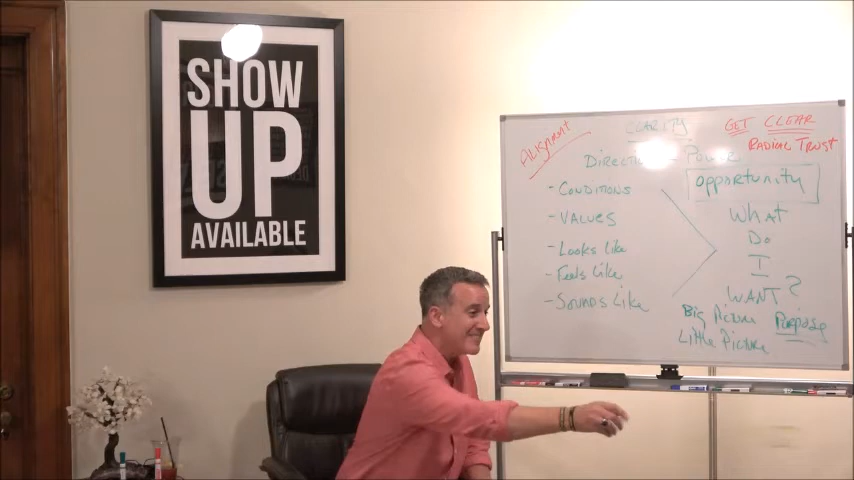 SHOW
UP
AVAILABLE
Alignment
CLARITY
GET CLEAR
RADICAL TRUST
DIRECTION - POWER
opportunity
- CONDITIONS
- VALUES
- Looks Like
- Feels Like
- Sounds Like
What
Do
I
WANT?
Big Picture Purpose
Little Picture